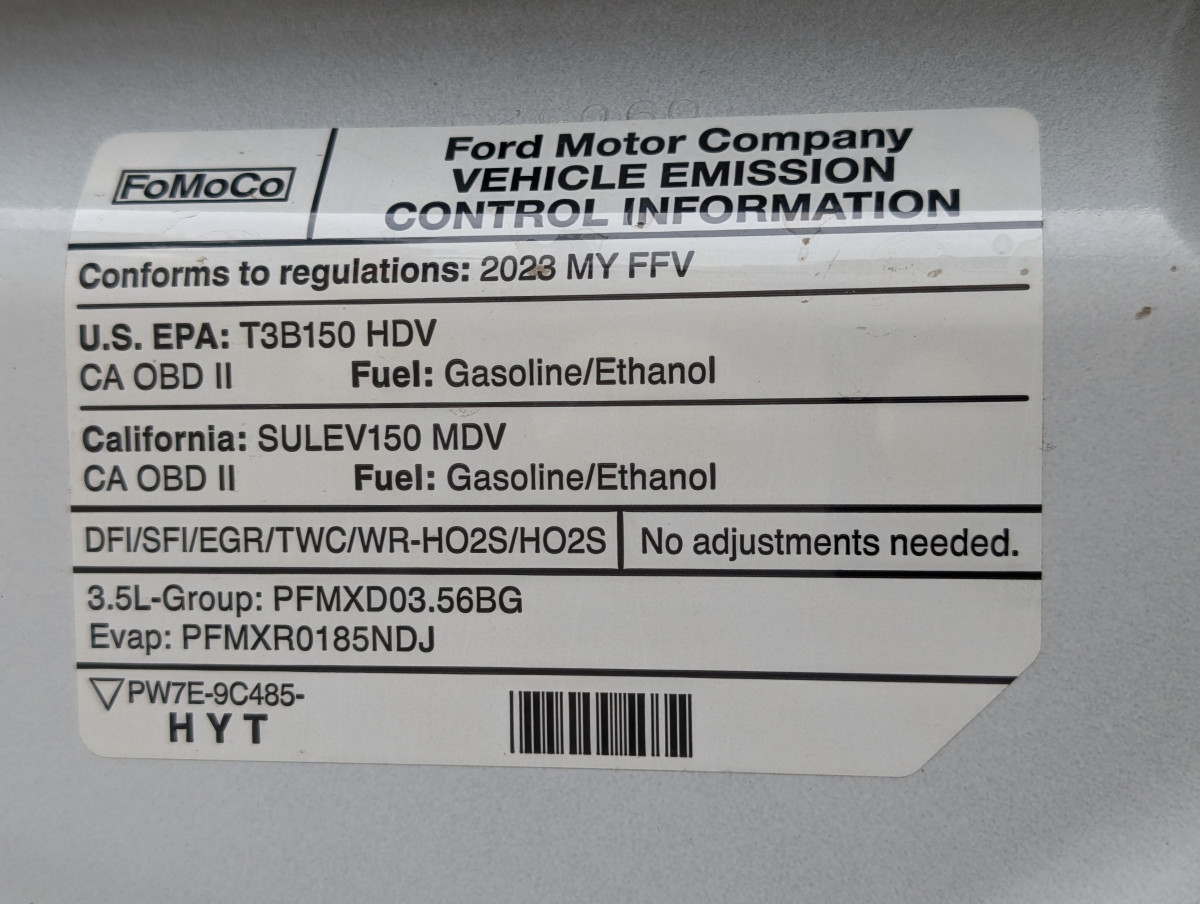 FoMoCo
Ford Motor Company
VEHICLE EMISSION
CONTROL INFORMATION
Conforms to regulations: 2023 MY FFV
U.S. EPA: T3B150 HDV
CA OBD II Fuel: Gasoline/Ethanol
California: SULEV150 MDV
CA OBD II Fuel: Gasoline/Ethanol
DFI/SFI/EGR/TWC/WR-HO2S/HO2S No adjustments needed.
3.5L-Group: PFMXD03.56BG
Evap: PFMXR0185NDJ
PW7E-9C485-
HYT